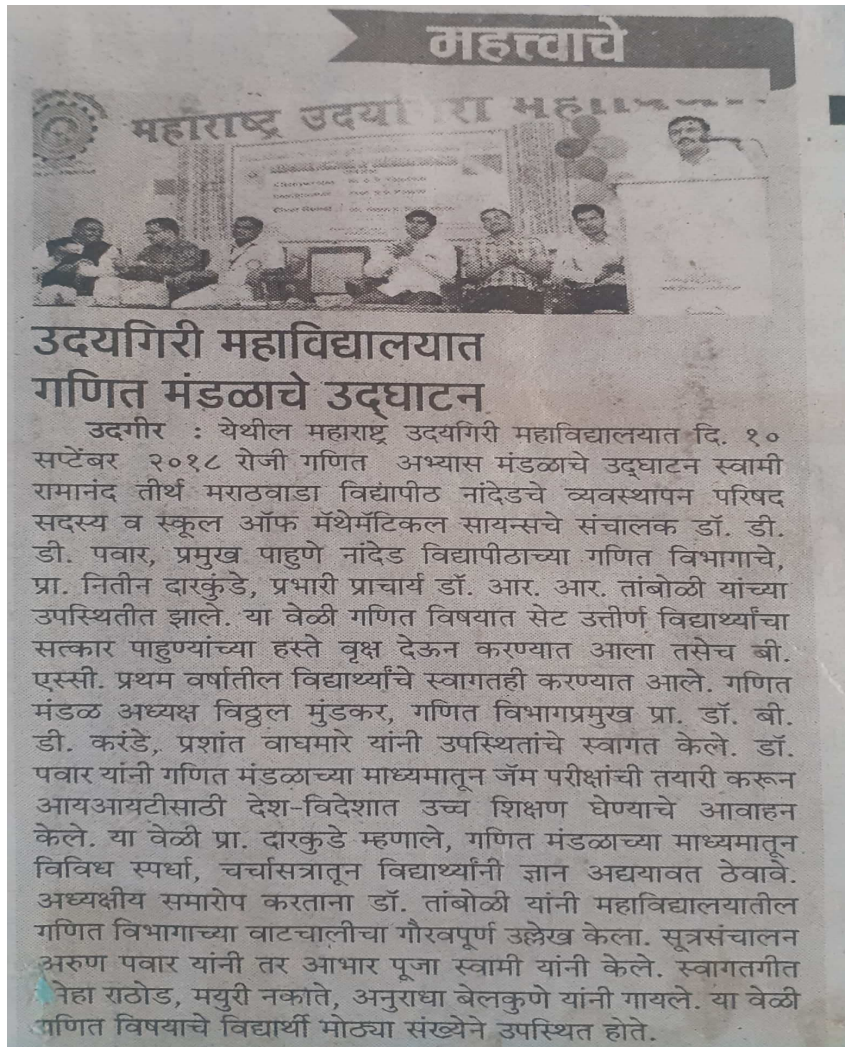 महत्त्वाचे
महाराष्ट्र उदयगिरी
उदयगिरी महाविद्यालयात
गणित मंडळाचे उद्‌घाटन
उदगीर : येथील महाराष्ट्र उदयगिरी महाविद्यालयात दि. १०
सप्टेंबर २०१८ रोजी गणित अभ्यास मंडळाचे उद्‌घाटन स्वामी
रामानंद तीर्थ मराठवाडा विद्यापीठ नांदेडचे व्यवस्थापन परिषद
सदस्य व स्कूल ऑफ मॅथेमॅटिकल सायन्सचे संचालक डॉ. डी.
डी. पवार, प्रमुख पाहुणे नांदेड विद्यापीठाच्या गणित विभागाचे,
प्रा. नितीन दारकुंडे, प्रभारी प्राचार्य डॉ. आर. आर. तांबोळी यांच्या
उपस्थितीत झाले. या वेळी गणित विषयात सेट उत्तीर्ण विद्यार्थ्यांचा
सत्कार पाहुण्यांच्या हस्ते वृक्ष देऊन करण्यात आला तसेच बी.
एस्सी. प्रथम वर्षातील विद्यार्थ्यांचे स्वागतही करण्यात आले. गणित
मंडळ अध्यक्ष विठ्ठल मुंडकर, गणित विभागप्रमुख प्रा. डॉ. बी.
डी. करंडे, प्रशांत वाघमारे यांनी उपस्थितांचे स्वागत केले. डॉ.
पवार यांनी गणित मंडळाच्या माध्यमातून जॅम परीक्षांची तयारी करून
आयआयटीसाठी देश-विदेशात उच्च शिक्षण घेण्याचे आवाहन
केले. या वेळी प्रा. दारकुडे म्हणाले, गणित मंडळाच्या माध्यमातून
विविध स्पर्धा, चर्चासत्रातून विद्यार्थ्यांनी ज्ञान अद्ययावत ठेवावे.
अध्यक्षीय समारोप करताना डॉ. तांबोळी यांनी महाविद्यालयातील
गणित विभागाच्या वाटचालीचा गौरवपूर्ण उल्लेख केला. सूत्रसंचालन
अरुण पवार यांनी तर आभार पूजा स्वामी यांनी केले. स्वागतगीत
नेहा राठोड, मयुरी नकाते, अनुराधा बेलकुणे यांनी गायले. या वेळी
गणित विषयाचे विद्यार्थी मोठ्या संख्येने उपस्थित होते.